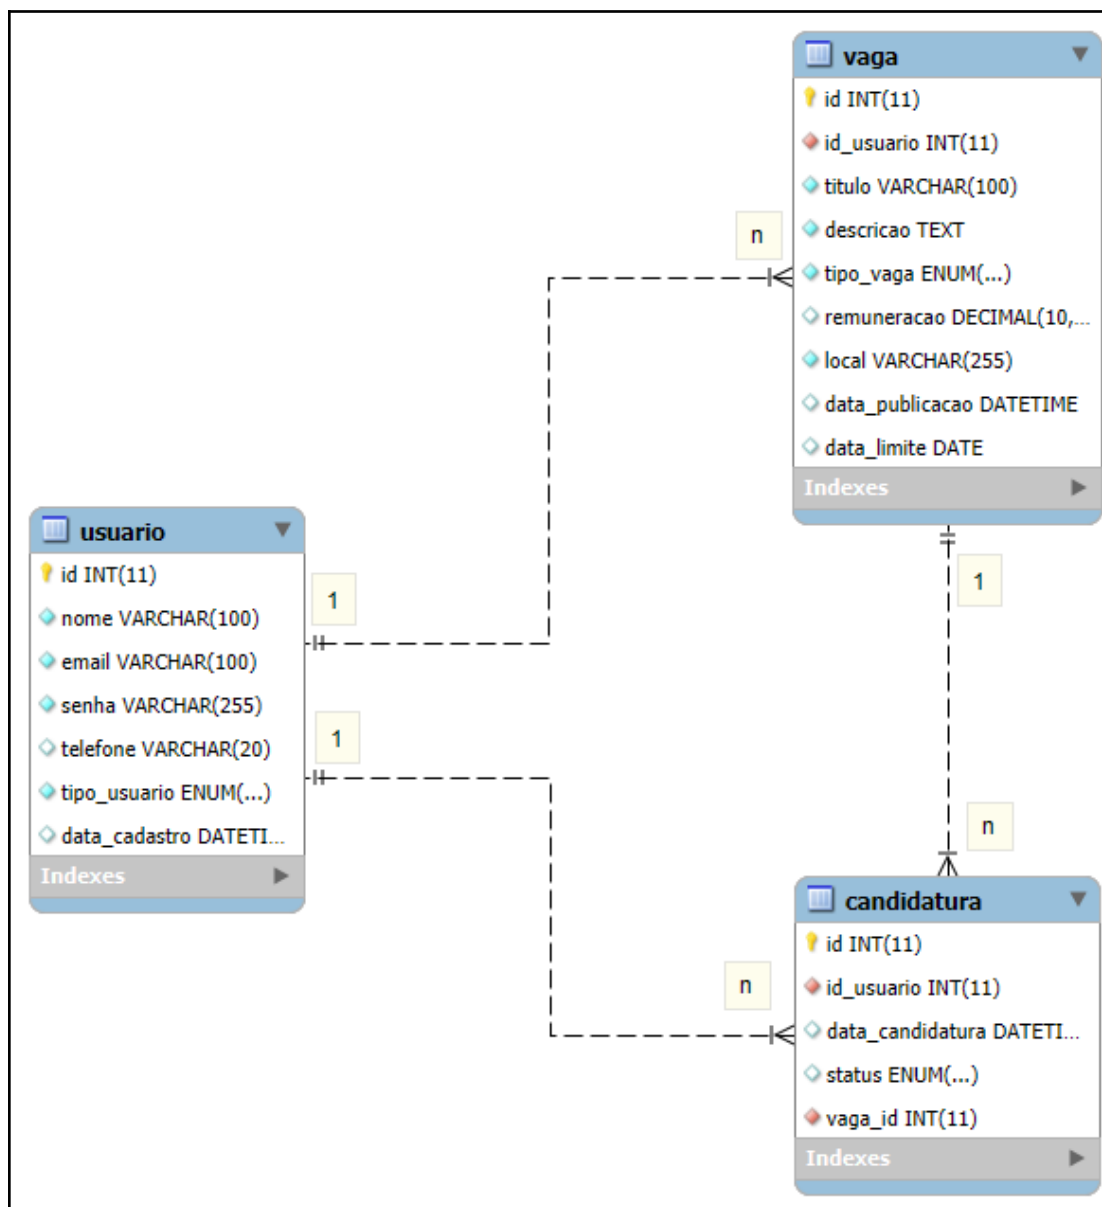 vaga
id INT(11)
id_usuario INT(11)
titulo VARCHAR(100)
descricao TEXT
tipo_vaga ENUM(...)
remuneracao DECIMAL(10,...
local VARCHAR(255)
data_publicacao DATETIME
data_limite DATE
Indexes
n
1
usuario
id INT(11)
nome VARCHAR(100)
email VARCHAR(100)
senha VARCHAR(255)
telefone VARCHAR(20)
tipo_usuario ENUM(...)
data_cadastro DATETI...
Indexes
1
1
n
n
candidatura
id INT(11)
id_usuario INT(11)
data_candidatura DATETI...
status ENUM(...)
vaga_id INT(11)
Indexes